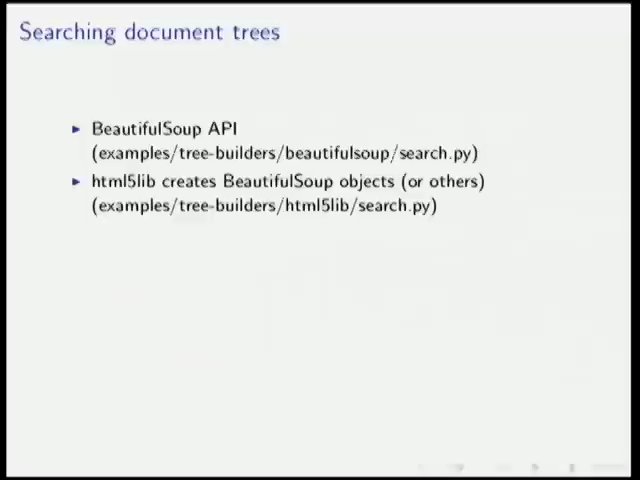 Searching document trees
BeautifulSoup API
(examples/tree-builders/beautifulsoup/search.py)
html5lib creates BeautifulSoup objects (or others)
(examples/tree-builders/html5lib/search.py)